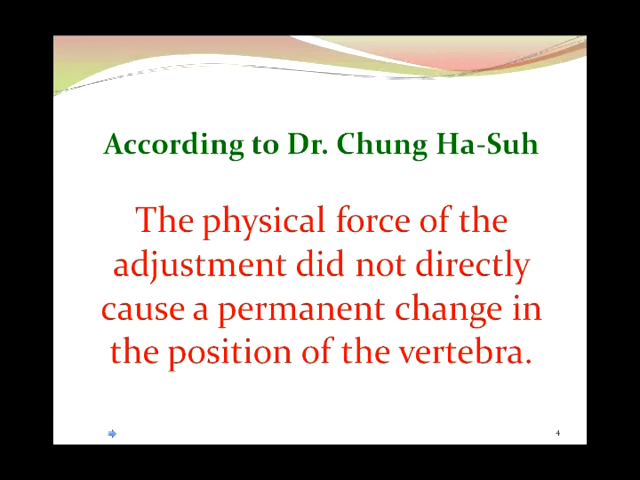 According to Dr. Chung Ha-Suh
The physical force of the
adjustment did not directly
cause a permanent change in
the position of the vertebra.
4